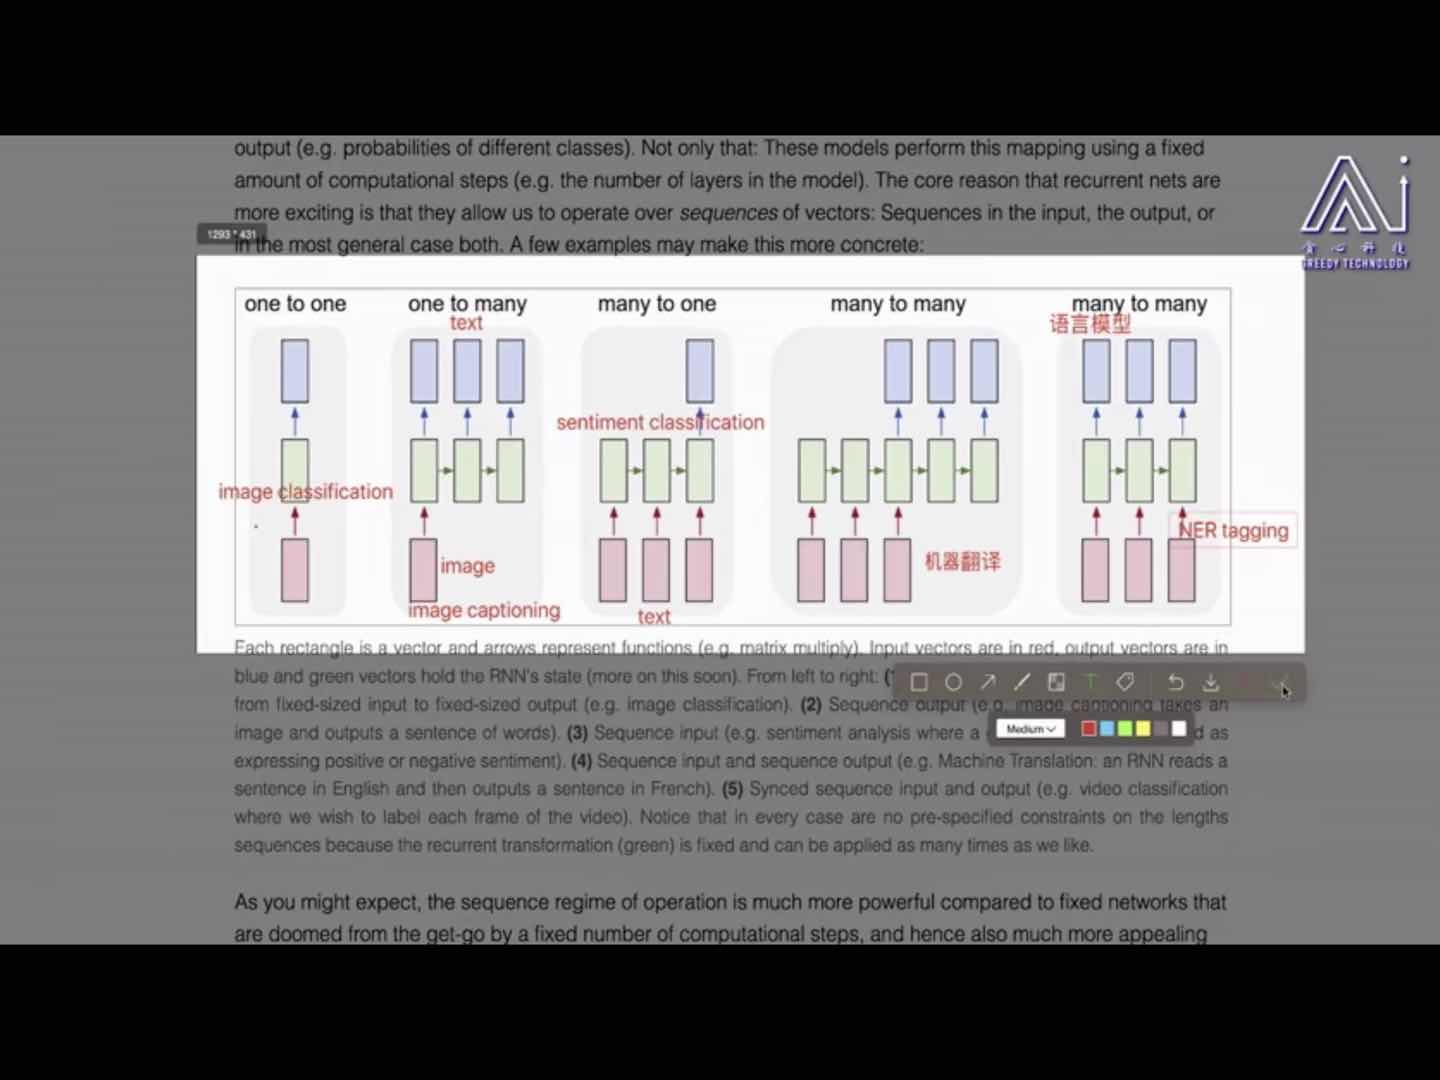 output (e.g. probabilities of different classes). Not only that: These models perform this mapping using a fixed
amount of computational steps (e.g. the number of layers in the model). The core reason that recurrent nets are
more exciting is that they allow us to operate over sequences of vectors: Sequences in the input, the output, or
1293 * 431
in the most general case both. A few examples may make this more concrete:
贪心科技
GREEDY TECHNOLOGY
one to one one to many many to one many to many many to many
text
语言模型
sentiment classification
image classification
NER tagging
image
机器翻译
image captioning
text
Each rectangle is a vector and arrows represent functions (e.g. matrix multiply). Input vectors are in red, output vectors are in
blue and green vectors hold the RNN's state (more on this soon). From left to right: (
from fixed-sized input to fixed-sized output (e.g. image classification). (2) Sequence output (e.g. image captioning takes an
image and outputs a sentence of words). (3) Sequence input (e.g. sentiment analysis where a d as
Medium
expressing positive or negative sentiment). (4) Sequence input and sequence output (e.g. Machine Translation: an RNN reads a
sentence in English and then outputs a sentence in French). (5) Synced sequence input and output (e.g. video classification
where we wish to label each frame of the video). Notice that in every case are no pre-specified constraints on the lengths
sequences because the recurrent transformation (green) is fixed and can be applied as many times as we like.
As you might expect, the sequence regime of operation is much more powerful compared to fixed networks that
are doomed from the get-go by a fixed number of computational steps, and hence also much more appealing